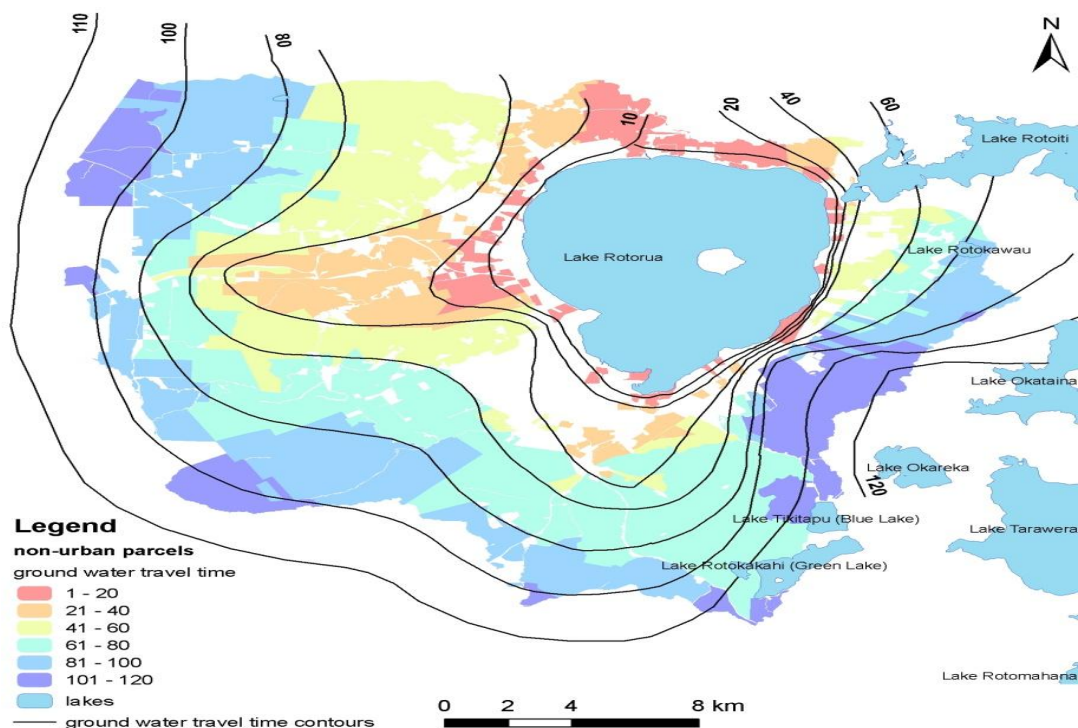 110
100
80
10
20
40
60
N
Lake Rotoiti
Lake Rotokawau
Lake Rotorua
Lake Okataina
Lake Okareka
120
Lake Tikitapu (Blue Lake)
Lake Tarawera
Lake Rotokakahi (Green Lake)
Lake Rotomahana
Legend
non-urban parcels
ground water travel time
1 - 20
21 - 40
41 - 60
61 - 80
81 - 100
101 - 120
lakes
ground water travel time contours
0 2 4 8 km